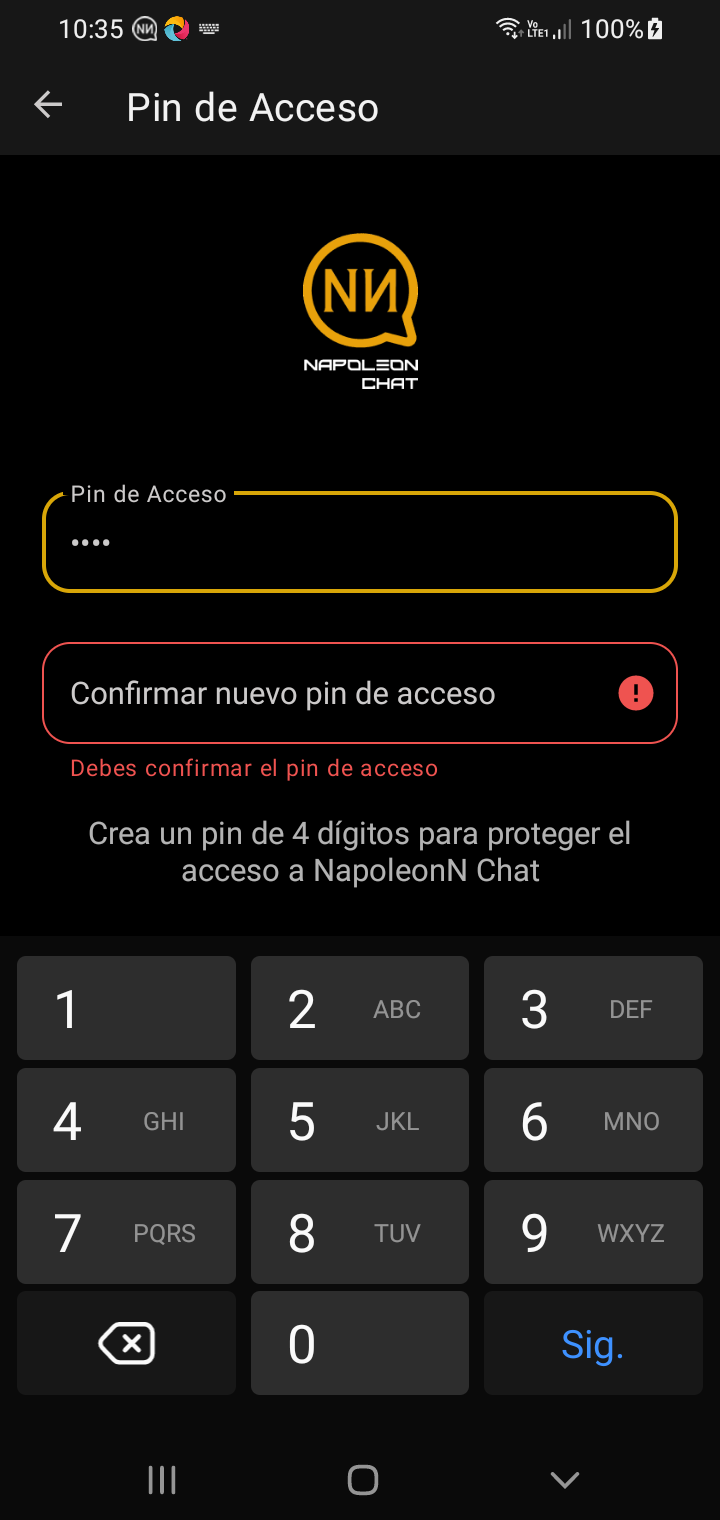 10:35 NN Vo LTE1 100%
Pin de Acceso
NИ
NAPOLEON
CHAT
Pin de Acceso
••••
Confirmar nuevo pin de acceso !
Debes confirmar el pin de acceso
Crea un pin de 4 dígitos para proteger el
acceso a NapoleonN Chat
1 2 ABC 3 DEF
4 GHI 5 JKL 6 MNO
7 PQRS 8 TUV 9 WXYZ
0 Sig.